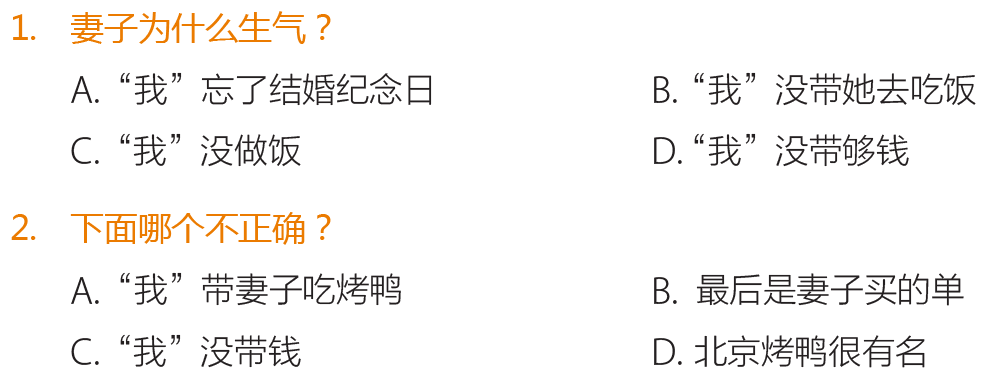 1. 妻子为什么生气？
A. “我”忘了结婚纪念日 B. “我”没带她去吃饭
C. “我”没做饭 D. “我”没带够钱
2. 下面哪个不正确？
A. “我”带妻子吃烤鸭 B. 最后是妻子买的单
C. “我”没带钱 D. 北京烤鸭很有名